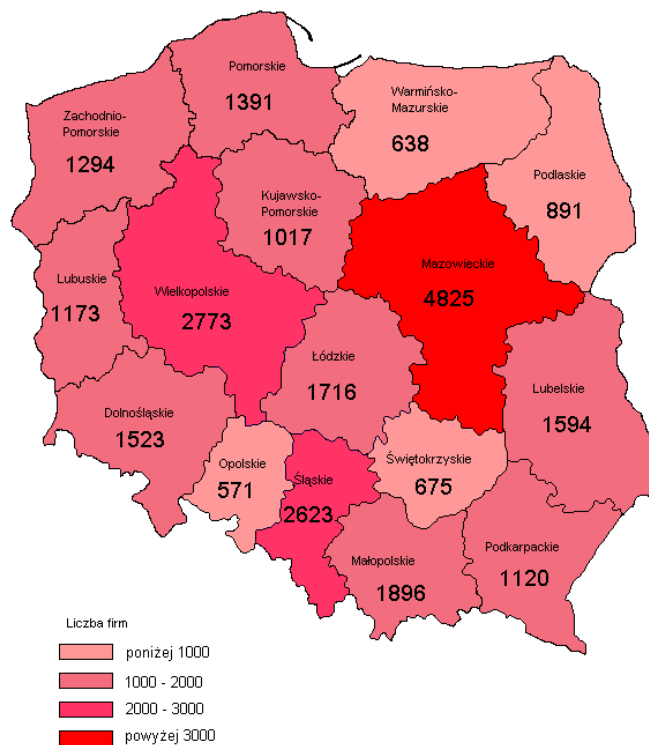 Pomorskie
1391
Warmińsko-
Mazurskie
638
Zachodnio-
Pomorskie
1294
Podlaskie
891
Kujawsko-
Pomorskie
1017
Mazowieckie
4825
Lubuskie
1173
Wielkopolskie
2773
Łódzkie
1716
Lubelskie
1594
Dolnośląskie
1523
Opolskie
571
Śląskie
2623
Świętokrzyskie
675
Małopolskie
1896
Podkarpackie
1120
Liczba firm
poniżej 1000
1000 - 2000
2000 - 3000
powyżej 3000